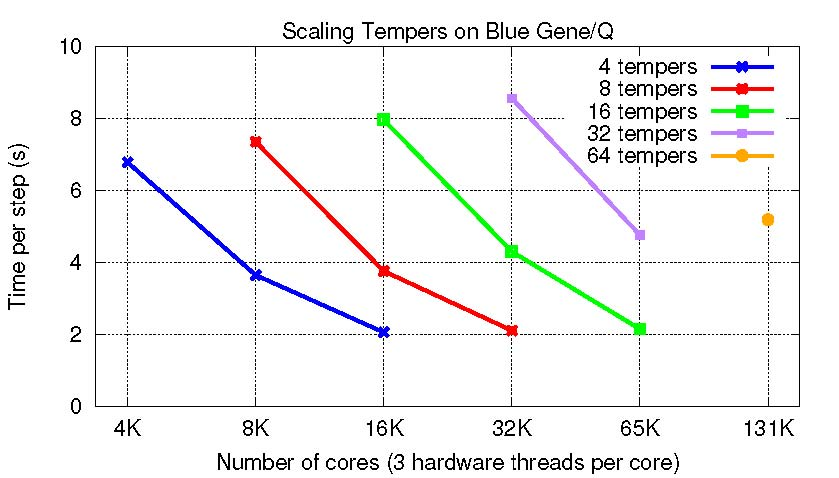 Scaling Tempers on Blue Gene/Q
10
8
6
4
2
0
Time per step (s)
4 tempers
8 tempers
16 tempers
32 tempers
64 tempers
4K 8K 16K 32K 65K 131K
Number of cores (3 hardware threads per core)